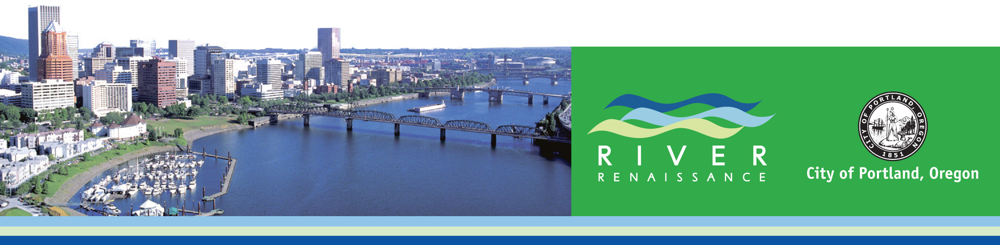 RIVER
RENAISSANCE
CITY OF PORTLAND, OREGON
1851
City of Portland, Oregon